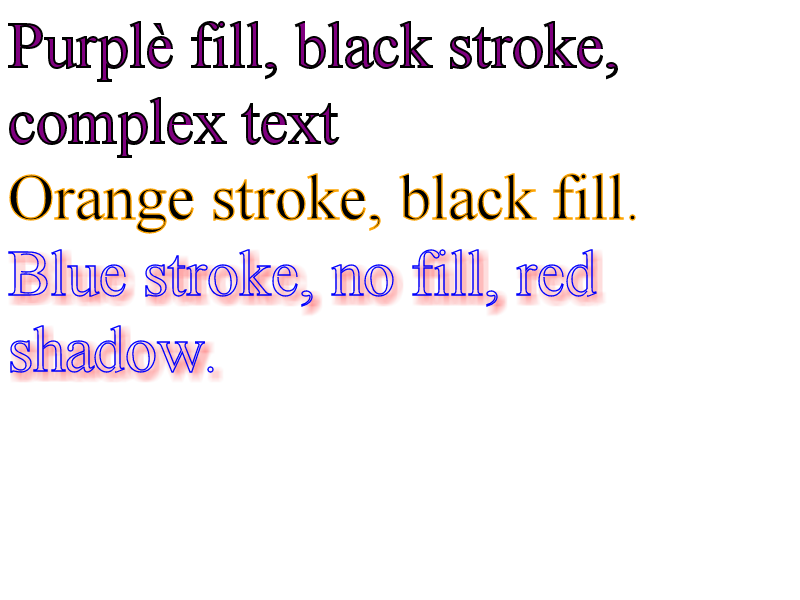 Purplè fill, black stroke,
complex text
Orange stroke, black fill.
Blue stroke, no fill, red
shadow.